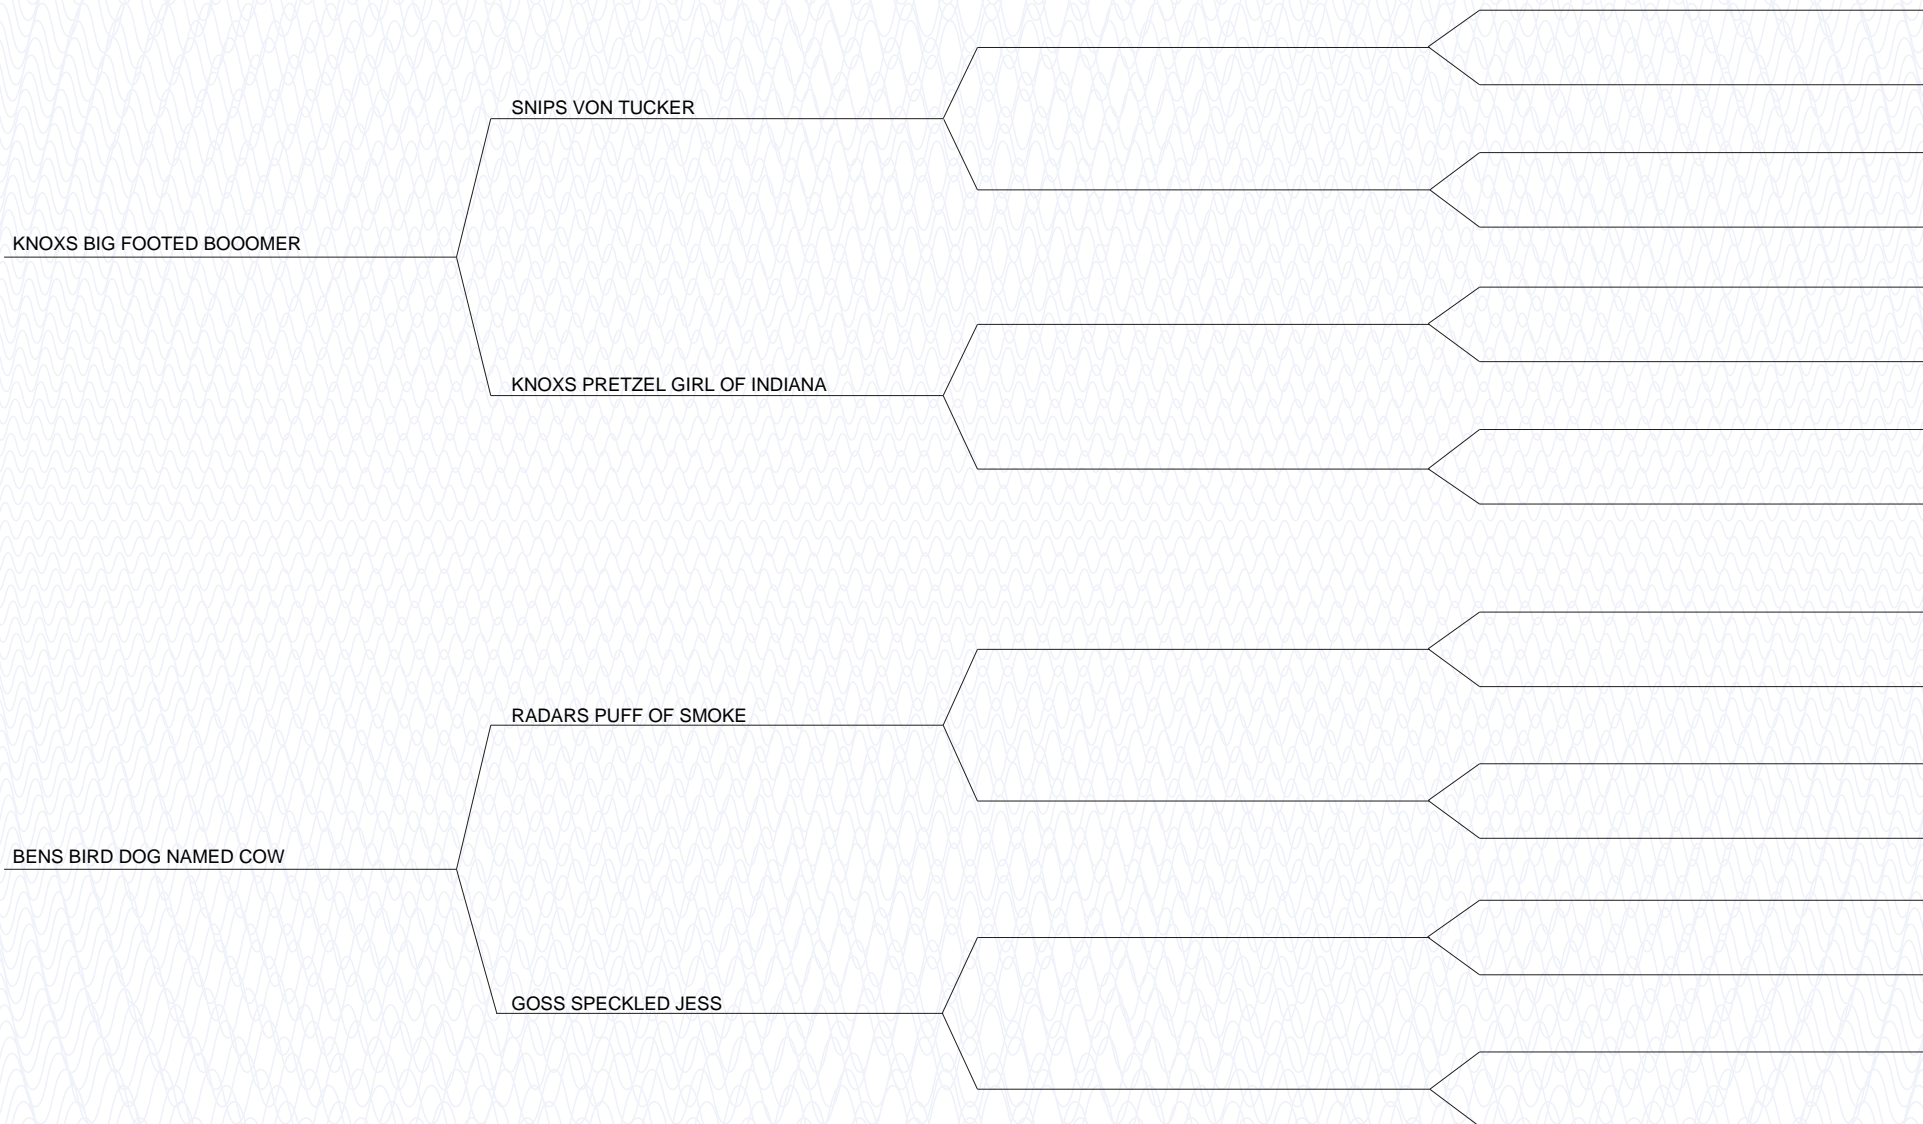 SNIPS VON TUCKER
KNOXS BIG FOOTED BOOOMER
KNOXS PRETZEL GIRL OF INDIANA
RADARS PUFF OF SMOKE
BENS BIRD DOG NAMED COW
GOSS SPECKLED JESS